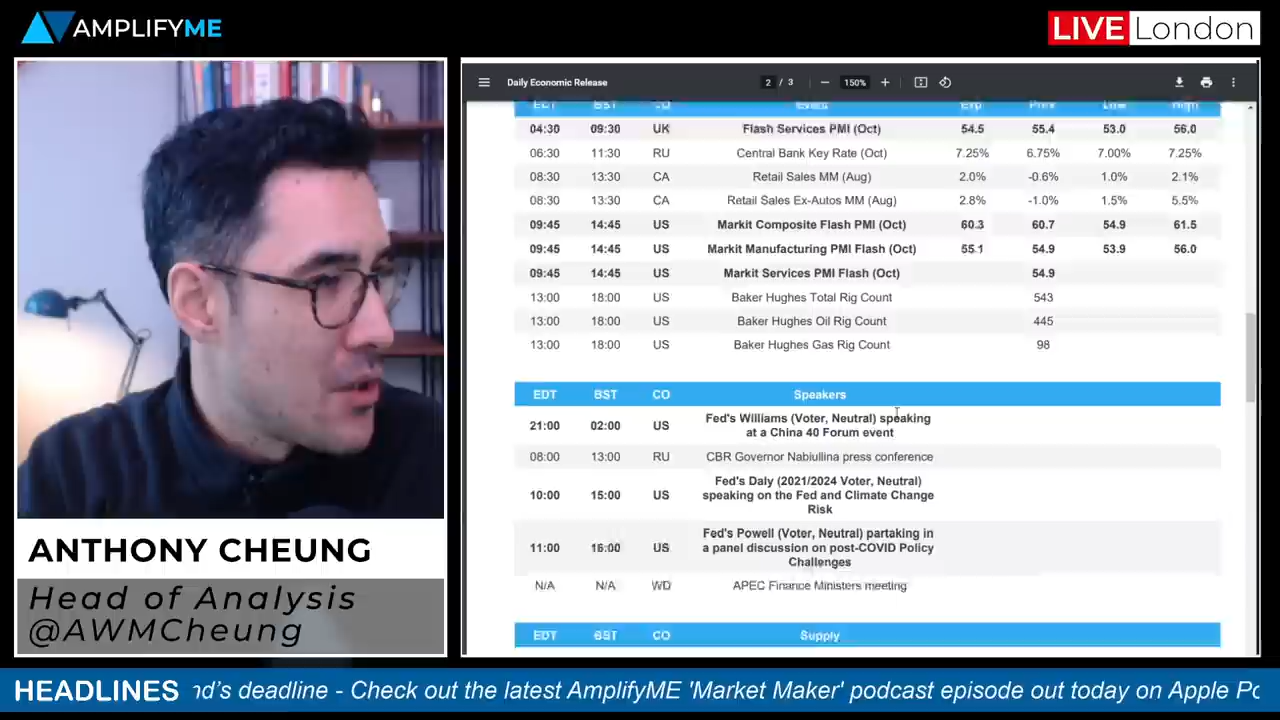 AMPLIFYME
LIVE London
Daily Economic Release
2 / 3
150%
EDT BST CO Event Exp Prev Low High
04:30 09:30 UK Flash Services PMI (Oct) 54.5 55.4 53.0 56.0
06:30 11:30 RU Central Bank Key Rate (Oct) 7.25% 6.75% 7.00% 7.25%
08:30 13:30 CA Retail Sales MM (Aug) 2.0% -0.6% 1.0% 2.1%
08:30 13:30 CA Retail Sales Ex-Autos MM (Aug) 2.8% -1.0% 1.5% 5.5%
09:45 14:45 US Markit Composite Flash PMI (Oct) 60.3 60.7 54.9 61.5
09:45 14:45 US Markit Manufacturing PMI Flash (Oct) 55.1 54.9 53.9 56.0
09:45 14:45 US Markit Services PMI Flash (Oct) 54.9
13:00 18:00 US Baker Hughes Total Rig Count 543
13:00 18:00 US Baker Hughes Oil Rig Count 445
13:00 18:00 US Baker Hughes Gas Rig Count 98
EDT BST CO Speakers
21:00 02:00 US Fed's Williams (Voter, Neutral) speaking
at a China 40 Forum event
08:00 13:00 RU CBR Governor Nabiullina press conference
10:00 15:00 US Fed's Daly (2021/2024 Voter, Neutral)
speaking on the Fed and Climate Change
Risk
11:00 16:00 US Fed's Powell (Voter, Neutral) partaking in
a panel discussion on post-COVID Policy
Challenges
N/A N/A WD APEC Finance Ministers meeting
EDT BST CO Supply
ANTHONY CHEUNG
Head of Analysis
@AWMCheung
HEADLINES nd's deadline - Check out the latest AmplifyME 'Market Maker' podcast episode out today on Apple Po